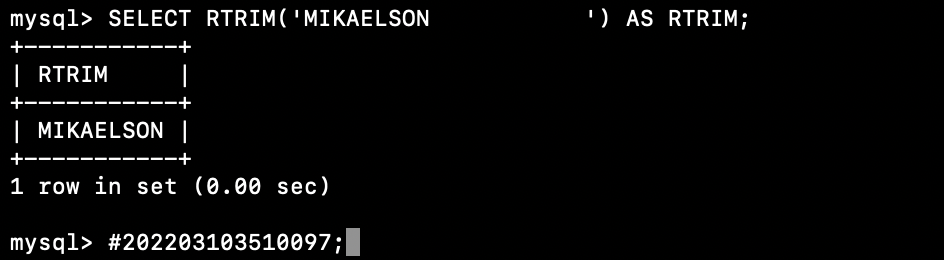 mysql> SELECT RTRIM('MIKAELSON           ') AS RTRIM;
+-----------+
| RTRIM     |
+-----------+
| MIKAELSON |
+-----------+
1 row in set (0.00 sec)
mysql> #202203103510097;